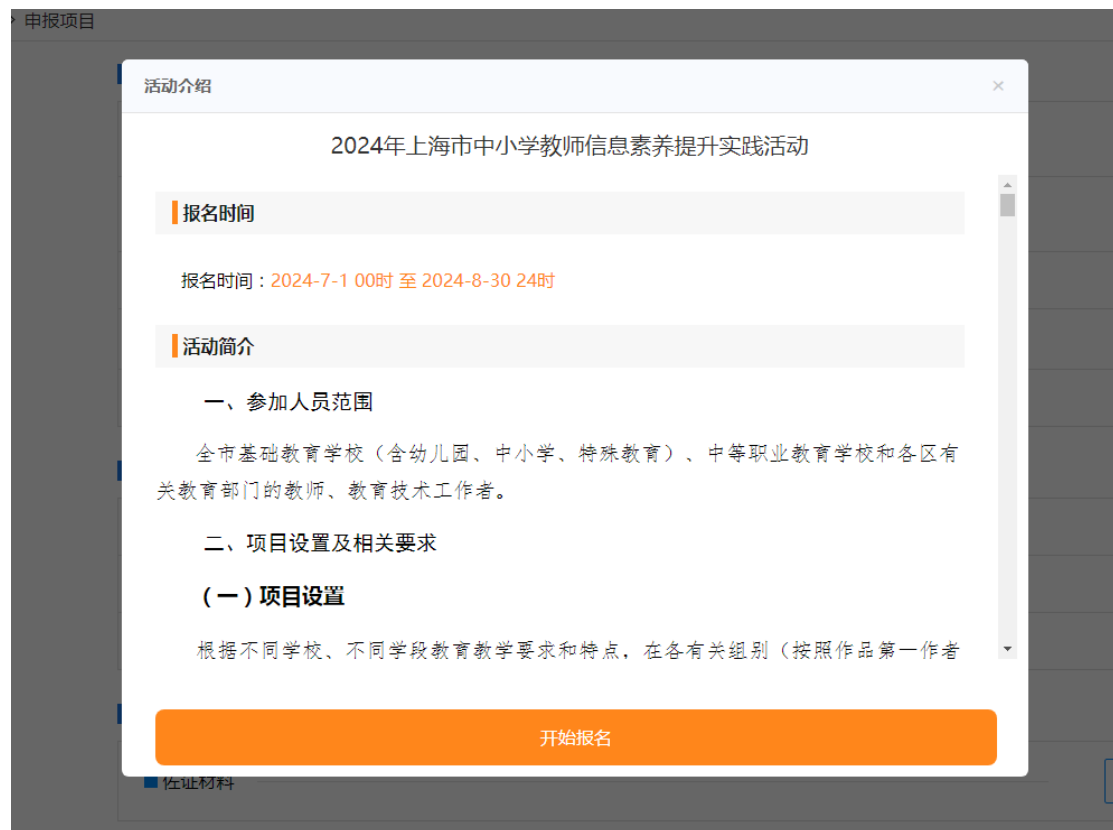 申报项目
活动介绍
2024年上海市中小学教师信息素养提升实践活动
报名时间
报名时间：2024-7-1 00时 至 2024-8-30 24时
活动简介
一、参加人员范围
全市基础教育学校（含幼儿园、中小学、特殊教育）、中等职业教育学校和各区有
关教育部门的教师、教育技术工作者。
二、项目设置及相关要求
（一）项目设置
根据不同学校、不同学段教育教学要求和特点，在各有关组别（按照作品第一作者
开始报名
佐证材料